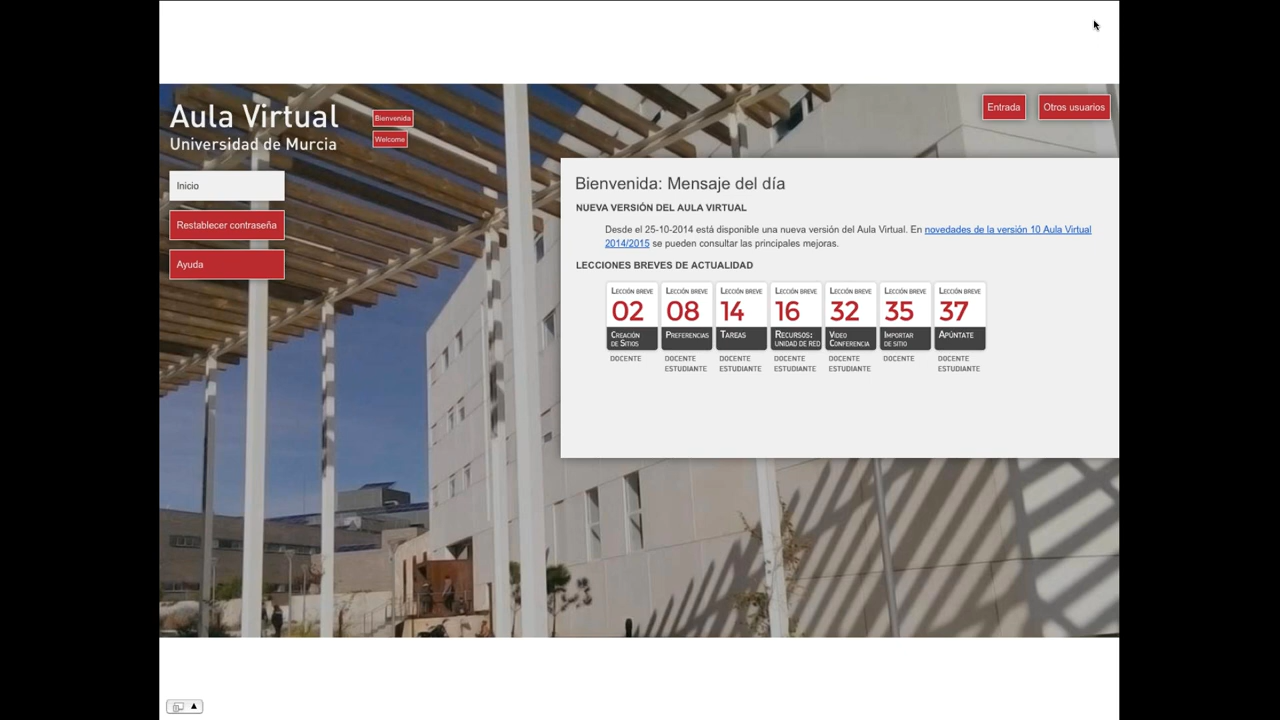 Aula Virtual
Universidad de Murcia
Bienvenida
Welcome
Entrada
Otros usuarios
Inicio
Restablecer contraseña
Ayuda
Bienvenida: Mensaje del día
NUEVA VERSIÓN DEL AULA VIRTUAL
Desde el 25-10-2014 está disponible una nueva versión del Aula Virtual. En novedades de la versión 10 Aula Virtual
2014/2015 se pueden consultar las principales mejoras.
LECCIONES BREVES DE ACTUALIDAD
LECCIÓN BREVE
02
CREACIÓN
DE SITIOS
DOCENTE
LECCIÓN BREVE
08
PREFERENCIAS
DOCENTE
ESTUDIANTE
LECCIÓN BREVE
14
TAREAS
DOCENTE
ESTUDIANTE
LECCIÓN BREVE
16
RECURSOS:
UNIDAD DE RED
DOCENTE
ESTUDIANTE
LECCIÓN BREVE
32
VIDEO
CONFERENCIA
DOCENTE
ESTUDIANTE
LECCIÓN BREVE
35
IMPORTAR
DE SITIO
DOCENTE
LECCIÓN BREVE
37
APÚNTATE
DOCENTE
ESTUDIANTE